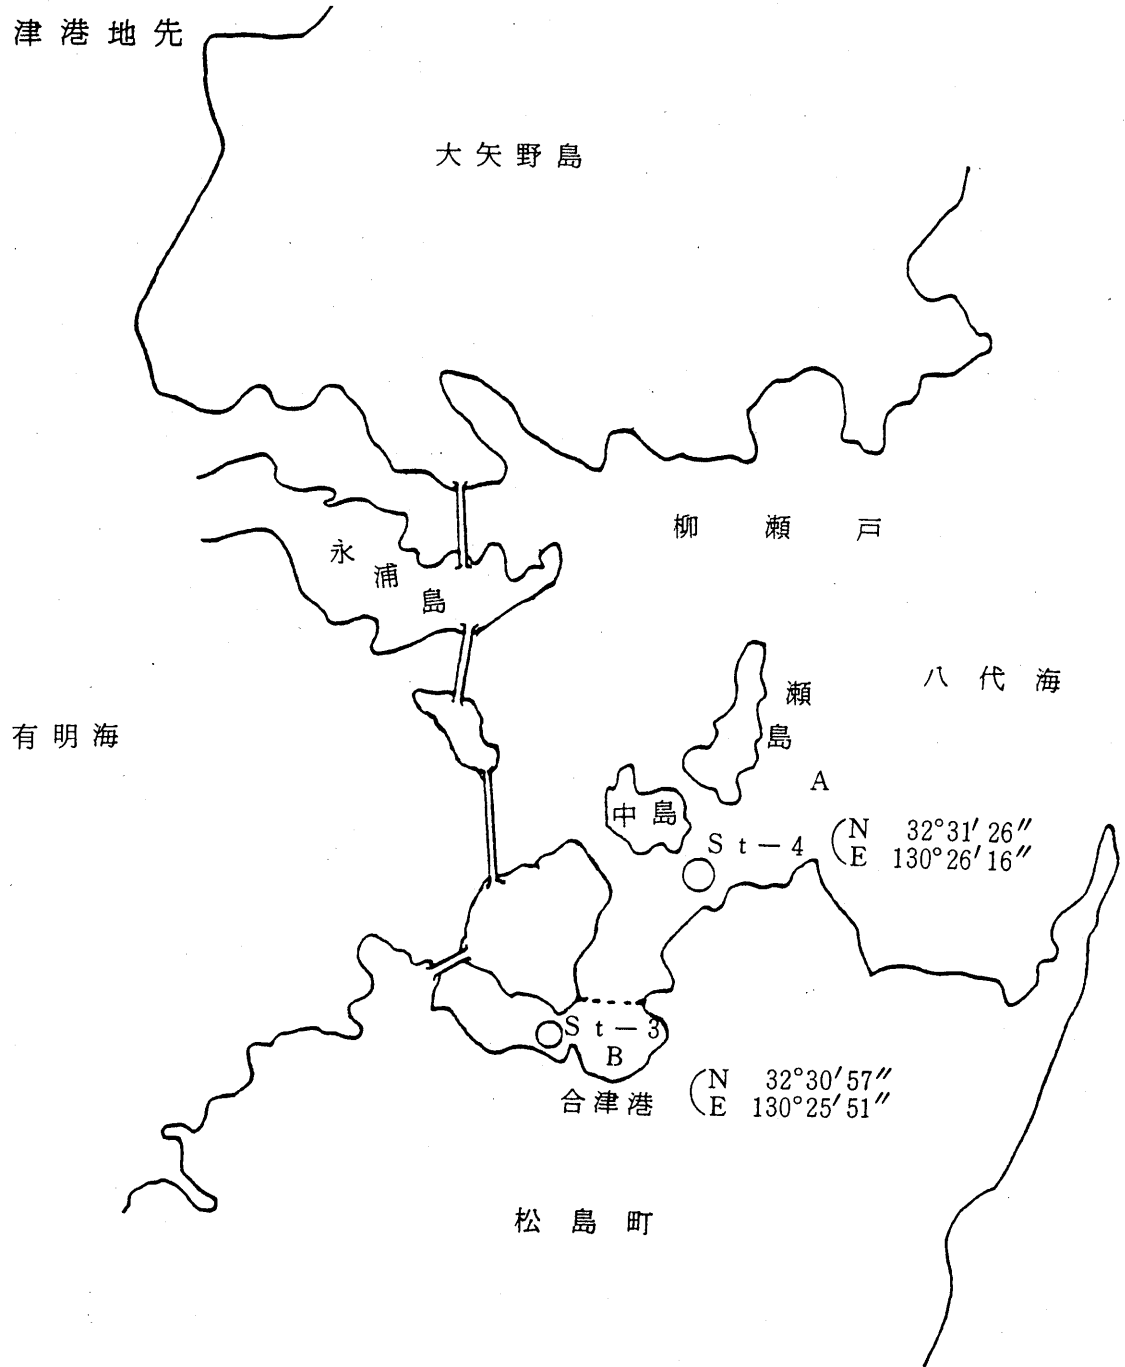 津港地先
大矢野島
柳瀬戸
永浦島
八代海
瀬島
有明海
A
中島
St-4
N 32°31′26″
E 130°26′16″
St-3
B
N 32°30′57″
E 130°25′51″
合津港
松島町